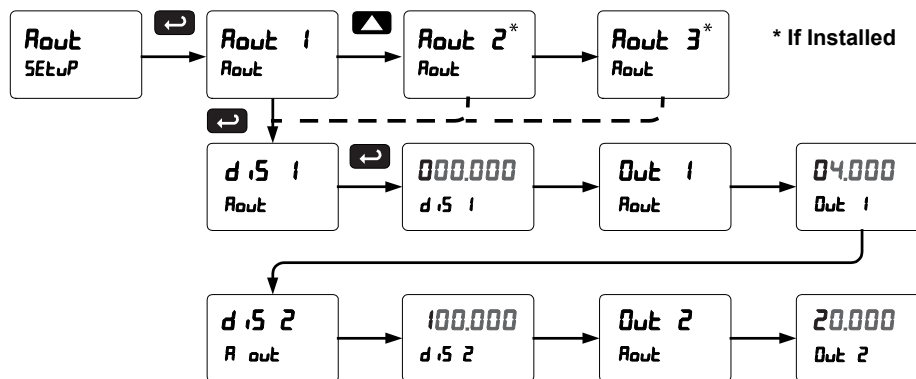 Aout
SEtuP
Aout 1
Aout
Aout 2*
Aout
Aout 3*
Aout
* If Installed
diS 1
Aout
000.000
diS 1
Out 1
Aout
04.000
Out 1
diS 2
A out
100.000
diS 2
Out 2
Aout
20.000
Out 2